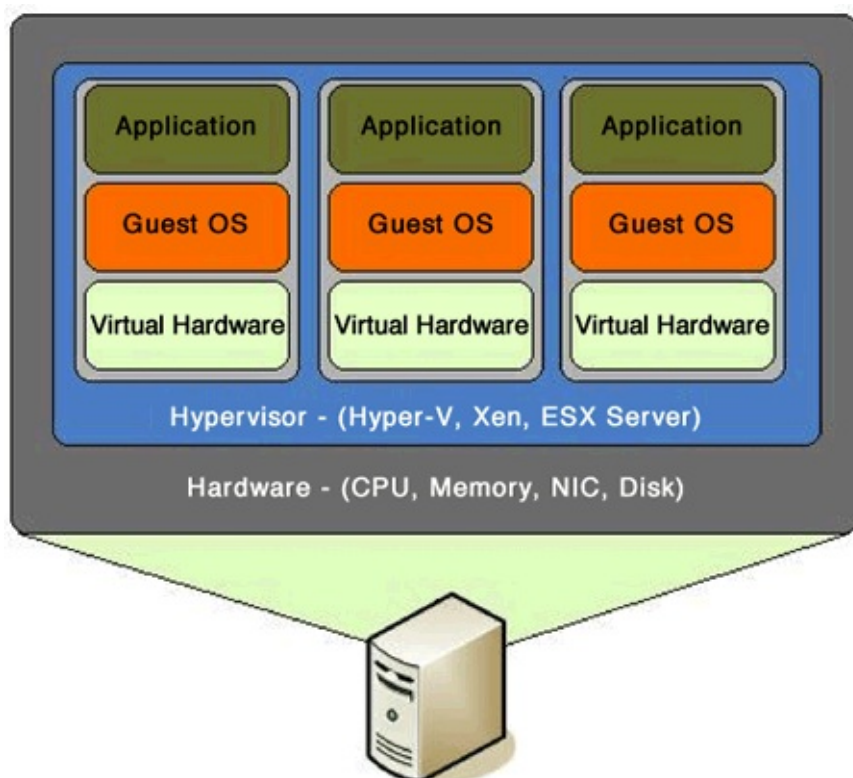 Application
Application
Application
Guest OS
Guest OS
Guest OS
Virtual Hardware
Virtual Hardware
Virtual Hardware
Hypervisor - (Hyper-V, Xen, ESX Server)
Hardware - (CPU, Memory, NIC, Disk)